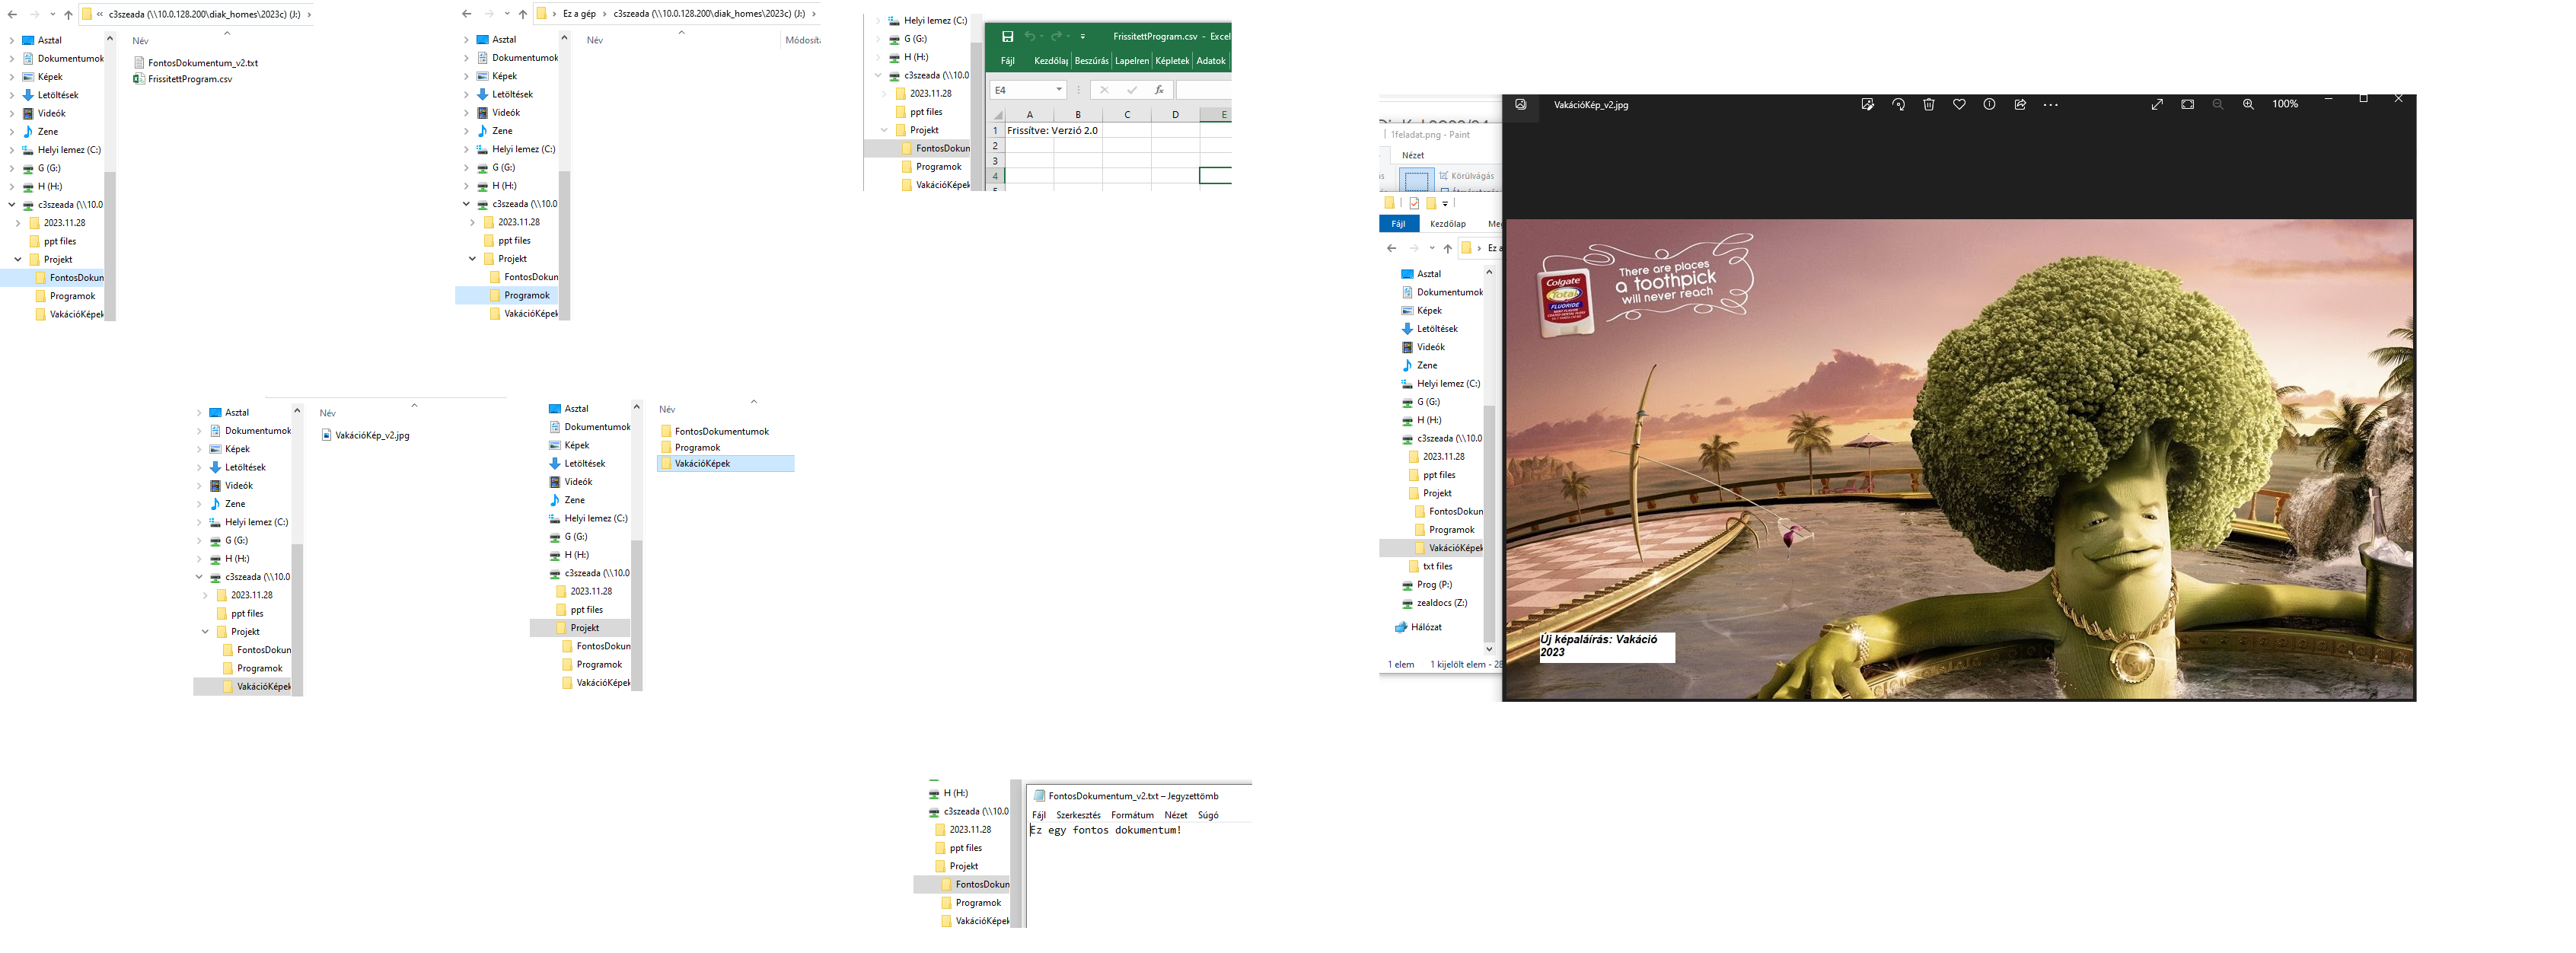 c3szeada (\\10.0.128.200\diak_homes\2023c) (J:)
Asztal
Dokumentumok
Képek
Letöltések
Videók
Zene
Helyi lemez (C:)
G (G:)
H (H:)
c3szeada (\\10.0
2023.11.28
ppt files
Projekt
FontosDokun
Programok
VakációKépek
Név
FontosDokumentum_v2.txt
FrissitettProgram.csv
Ez a gép
c3szeada (\\10.0.128.200\diak_homes\2023c) (J:)
Asztal
Dokumentumok
Képek
Letöltések
Videók
Zene
Helyi lemez (C:)
G (G:)
H (H:)
c3szeada (\\10.0
2023.11.28
ppt files
Projekt
FontosDokun
Programok
VakációKépek
Név
Módosíta
Helyi lemez (C:)
G (G:)
H (H:)
c3szeada (\\10.0
2023.11.28
ppt files
Projekt
FontosDokun
Programok
VakációKépek
FrissitettProgram.csv - Excel
Fájl Kezdőlap Beszúrás Lapelren Képletek Adatok
E4
fx
A B C D E
1 Frissítve: Verzió 2.0
2
3
4
Asztal
Dokumentumok
Képek
Letöltések
Videók
Zene
Helyi lemez (C:)
G (G:)
H (H:)
c3szeada (\\10.0
2023.11.28
ppt files
Projekt
FontosDokun
Programok
VakációKépek
Név
VakációKép_v2.jpg
Asztal
Dokumentumok
Képek
Letöltések
Videók
Zene
Helyi lemez (C:)
G (G:)
H (H:)
c3szeada (\\10.0
2023.11.28
ppt files
Projekt
FontosDokun
Programok
VakációKépek
Név
FontosDokumentumok
Programok
VakációKépek
H (H:)
c3szeada (\\10.0
2023.11.28
ppt files
Projekt
FontosDokun
Programok
VakációKépek
FontosDokumentum_v2.txt – Jegyzettömb
Fájl Szerkesztés Formátum Nézet Súgó
Ez egy fontos dokumentum!
1feladat.png - Paint
Nézet
Körülvágás
Fájl Kezdőlap
Ez a
Asztal
Dokumentumok
Képek
Letöltések
Videók
Zene
Helyi lemez (C:)
G (G:)
H (H:)
c3szeada (\\10.0
2023.11.28
ppt files
Projekt
FontosDokun
Programok
VakációKépek
txt files
Prog (P:)
zealdocs (Z:)
Hálózat
1 elem 1 kijelölt elem - 28
VakációKép_v2.jpg
100%
Colgate
Total
FLUORIDE
There are places
a toothpick
will never reach
Új képaláírás: Vakáció
2023